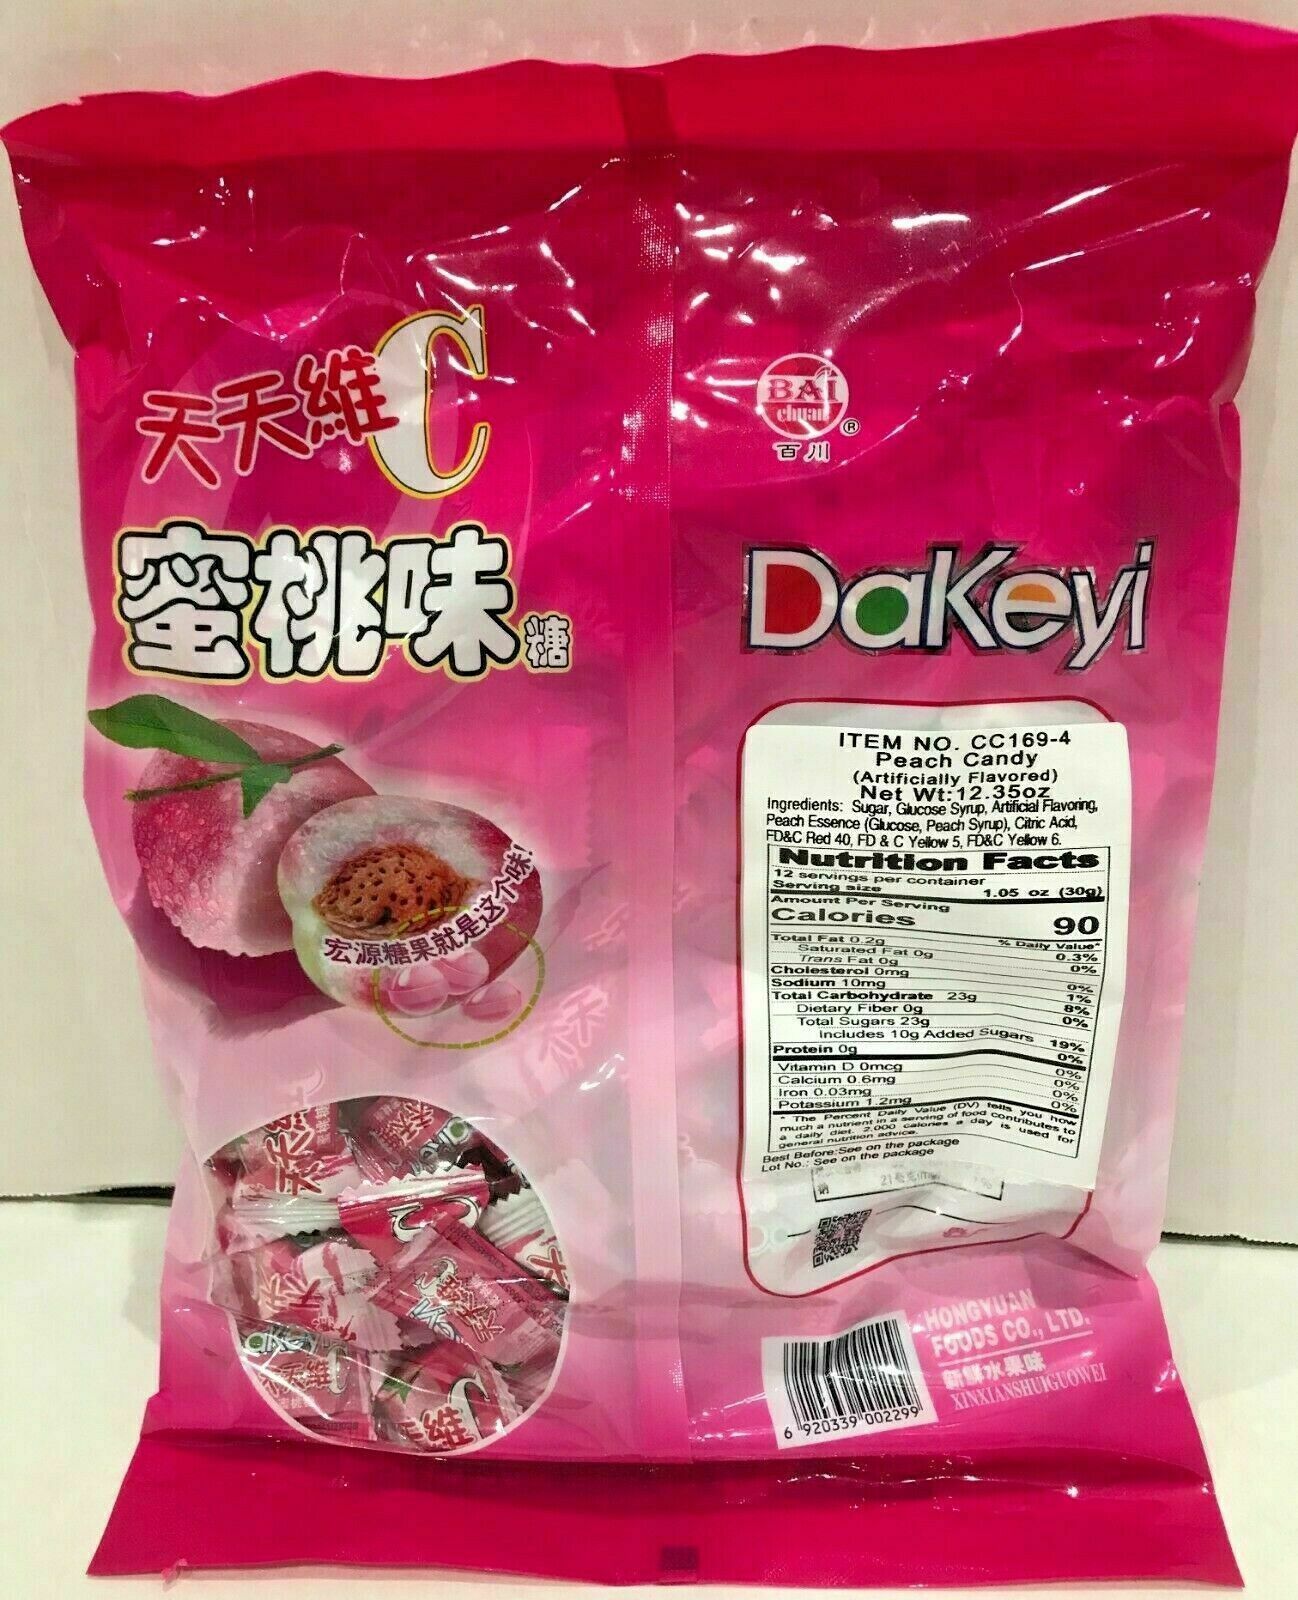 天天維C
蜜桃味糖
宏源糖果就是这个味!
BAI
chuan
®
百川
DaKeyi
ITEM NO. CC169-4
Peach Candy
(Artificially Flavored)
Net Wt:12.35oz
Ingredients: Sugar, Glucose Syrup, Artificial Flavoring,
Peach Essence (Glucose, Peach Syrup), Citric Acid,
FD&C Red 40, FD & C Yellow 5, FD&C Yellow 6.
Nutrition Facts
12 servings per container
Serving size 1.05 oz (30g)
Amount Per Serving
Calories 90
% Daily Value*
Total Fat 0.2g 0.3%
Saturated Fat 0g 0%
Trans Fat 0g
Cholesterol 0mg 0%
Sodium 10mg 1%
Total Carbohydrate 23g 8%
Dietary Fiber 0g 0%
Total Sugars 23g
Includes 10g Added Sugars 19%
Protein 0g 0%
Vitamin D 0mcg 0%
Calcium 0.6mg 0%
Iron 0.03mg 0%
Potassium 1.2mg 0%
* The Percent Daily Value (DV) tells you how
much a nutrient in a serving of food contributes to
a daily diet. 2,000 calories a day is used for
general nutrition advice.
Best Before:See on the package
Lot No.: See on the package
HONGYUAN
FOODS CO., LTD.
新鲜水果味
XINXIANSHUIGUOWEI
6 920339 002299
天天維C